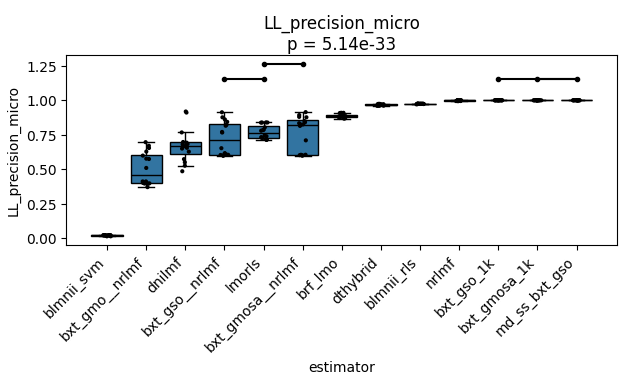 LL_precision_micro
p = 5.14e-33
LL_precision_micro
1.25
1.00
0.75
0.50
0.25
0.00
blmnii_svm
bxt_gmo__nrlmf
dnilmf
bxt_gso__nrlmf
lmorls
bxt_gmosa__nrlmf
brf_lmo
dthybrid
blmnii_rls
nrlmf
bxt_gso_1k
bxt_gmosa_1k
md_ss_bxt_gso
estimator